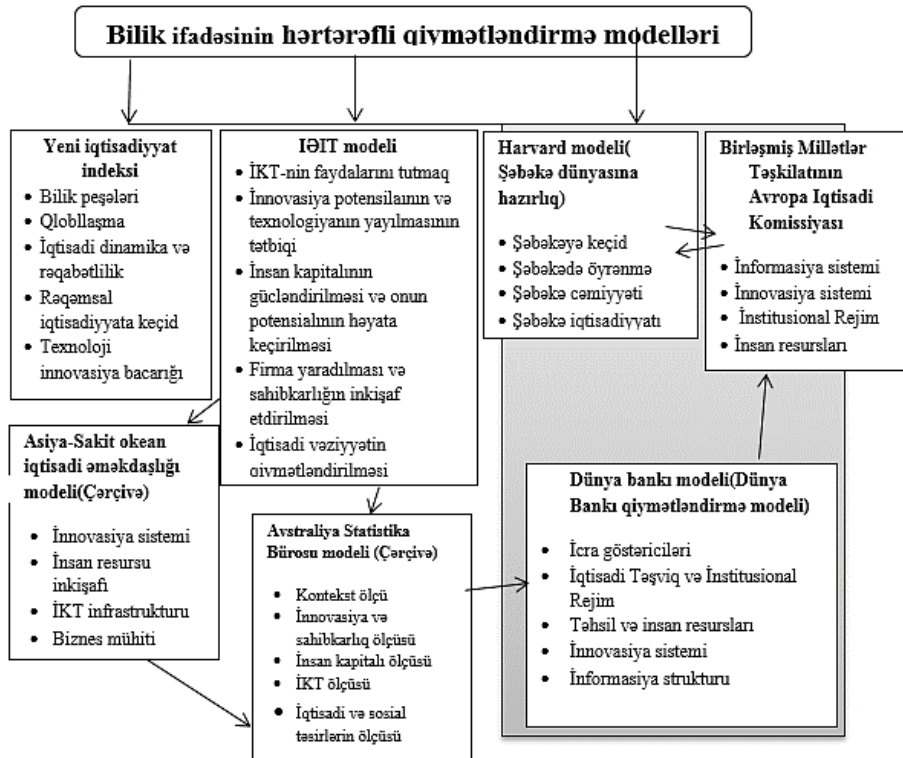 Bilik ifadəsinin hərtərəfli qiymətləndirmə modelləri
Yeni iqtisadiyyat
indeksi
• Bilik peşələri
• Qlobllaşma
• İqtisadi dinamika və
rəqabətlilik
• Rəqəmsal
iqtisadiyyata keçid
• Texnoloji
innovasiya bacarığı
IƏIT modeli
• İKT-nin faydalarını tutmaq
• İnnovasiya potensilaının və
texnologiyanın yayılmasının
tətbiqi
• İnsan kapitalının
gücləndirilməsi və onun
potensialının həyata
keçirilməsi
• Firma yaradılması və
sahibkarlığın inkişaf
etdirilməsi
• İqtisadi vəziyyətin
qiymətləndirilməsi
Harvard modeli(
Şəbəkə dünyasına
hazırlıq)
• Şəbəkəyə keçid
• Şəbəkədə öyrənmə
• Şəbəkə cəmiyyəti
• Şəbəkə iqtisadiyyatı
Birləşmiş Millətlər
Təşkilatının
Avropa Iqtisadi
Komissiyası
• İnformasiya sistemi
• İnnovasiya sistemi
• İnstitusional Rejim
• İnsan resursları
Asiya-Sakit okean
iqtisadi əməkdaşlığı
modeli(Çərçivə)
• İnnovasiya sistemi
• İnsan resursu
inkişafı
• İKT infrastrukturu
• Biznes mühiti
Avstraliya Statistika
Bürosu modeli (Çərçivə)
• Kontekst ölçü
• İnnovasiya və
sahibkarlıq ölçüsü
• İnsan kapitalı ölçüsü
• İKT ölçüsü
• İqtisadi və sosial
təsirlərin ölçüsü
Dünya bankı modeli(Dünya
Bankı qiymətləndirmə modeli)
• İcra göstəriciləri
• İqtisadi Təşviq və İnstitusional
Rejim
• Təhsil və insan resursları
• İnnovasiya sistemi
• İnformasiya strukturu